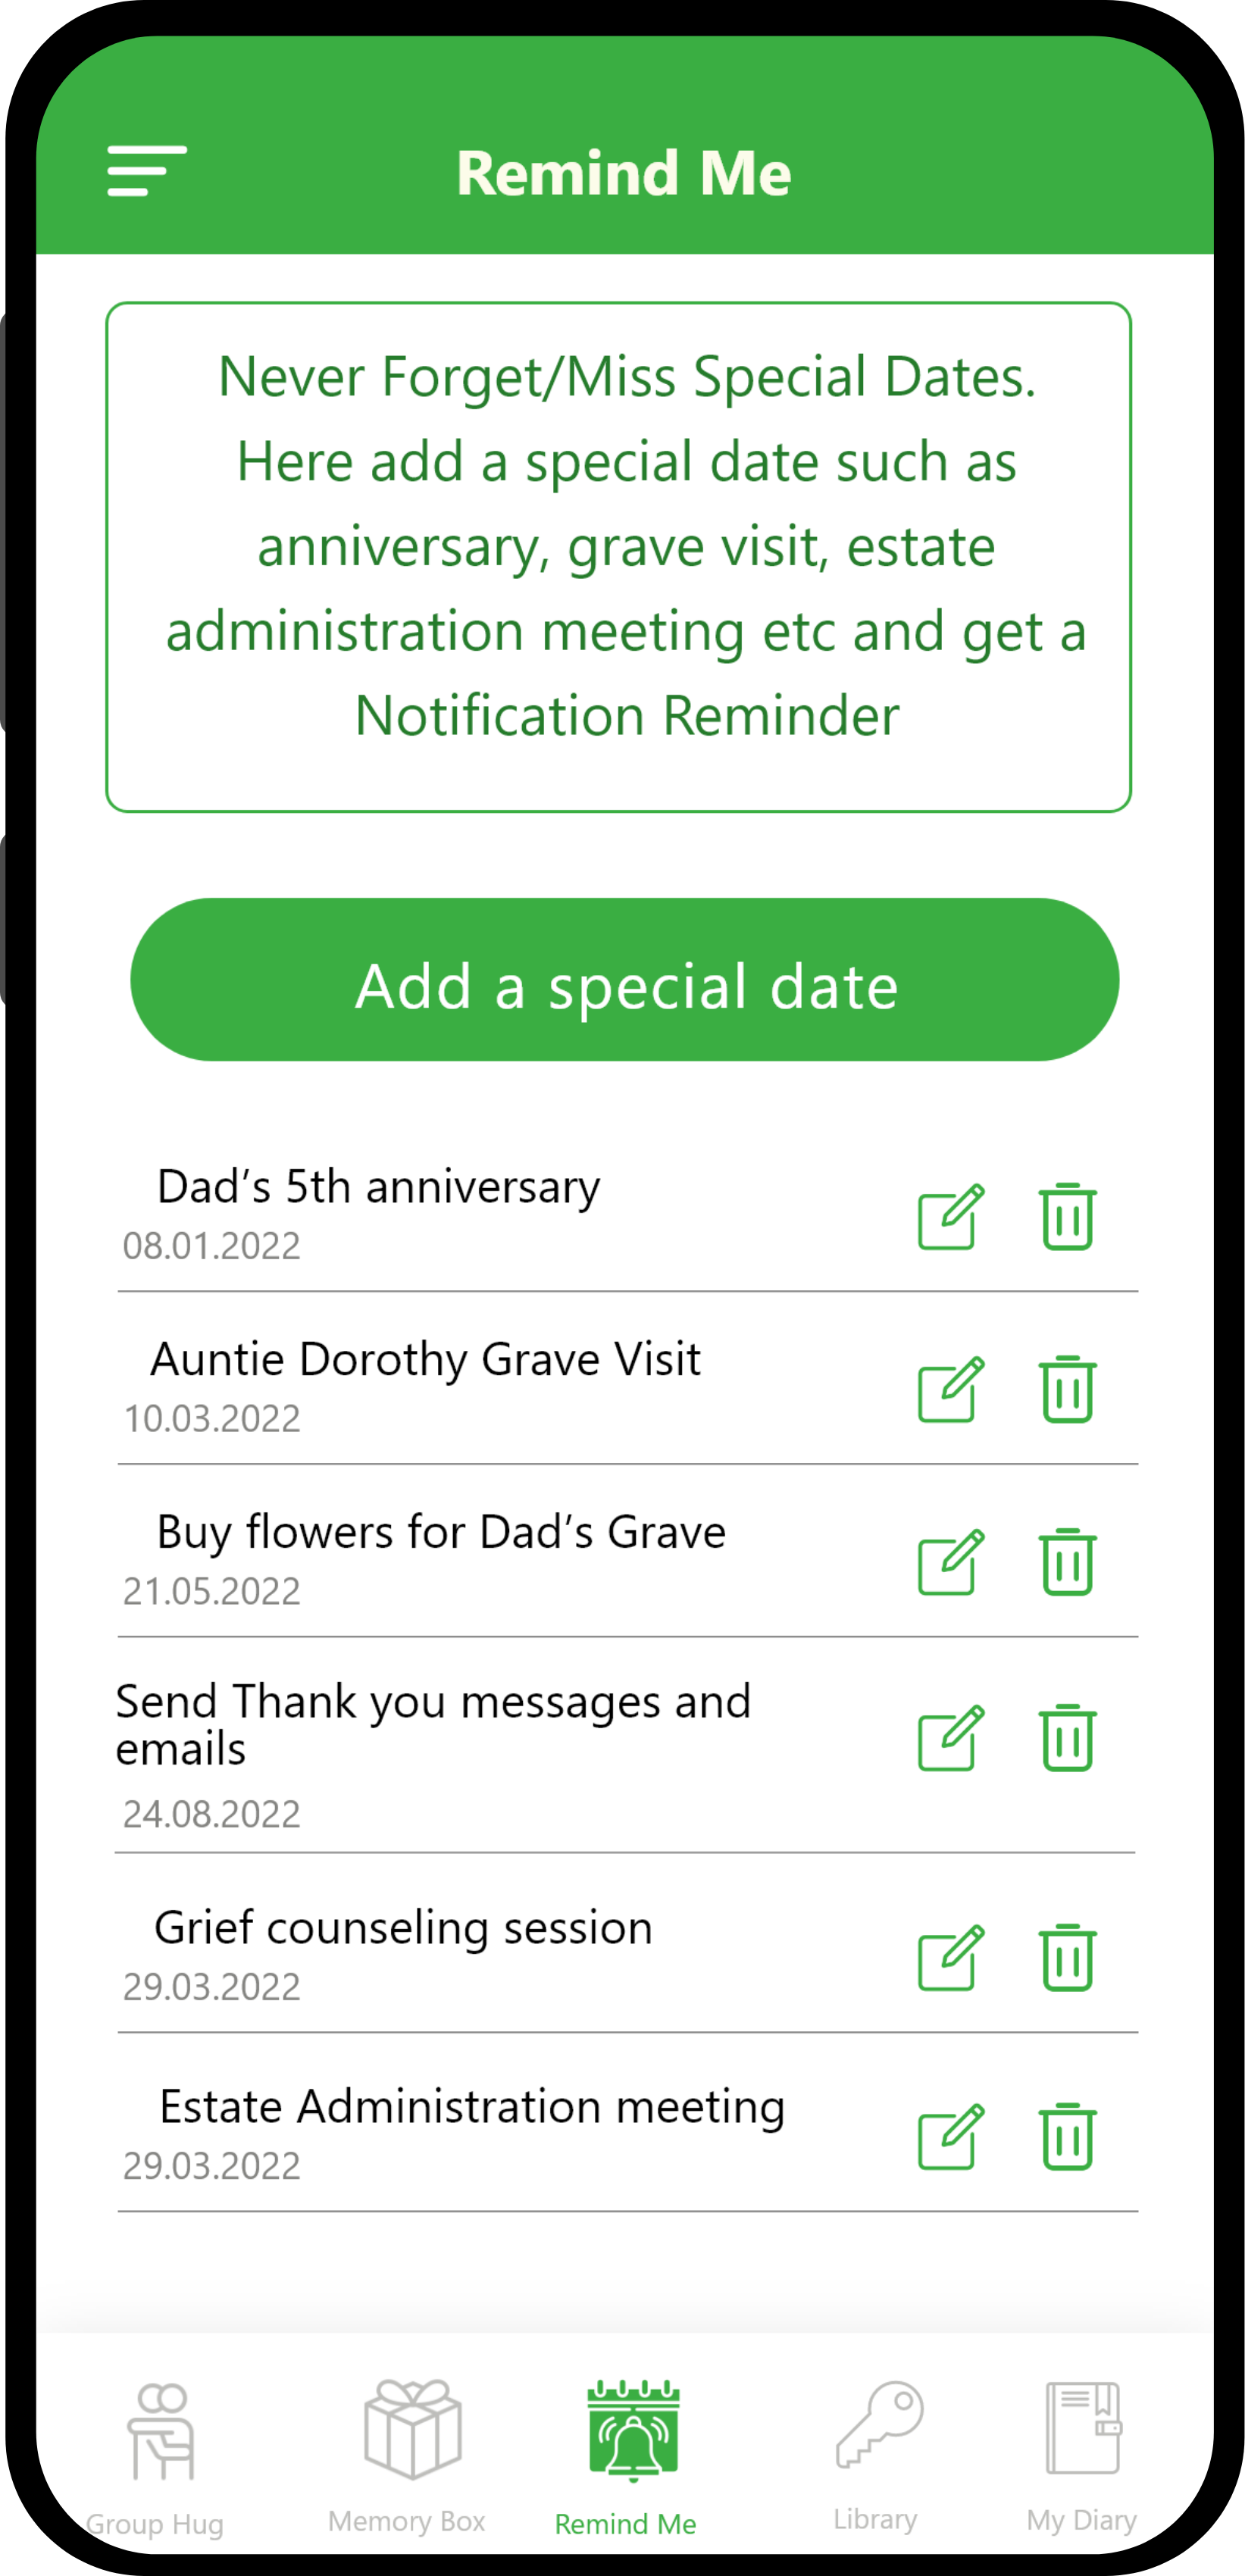 Remind Me
Never Forget/Miss Special Dates.
Here add a special date such as
anniversary, grave visit, estate
administration meeting etc and get a
Notification Reminder
Add a special date
Dad’s 5th anniversary
08.01.2022
Auntie Dorothy Grave Visit
10.03.2022
Buy flowers for Dad’s Grave
21.05.2022
Send Thank you messages and
emails
24.08.2022
Grief counseling session
29.03.2022
Estate Administration meeting
29.03.2022
Group Hug
Memory Box
Remind Me
Library
My Diary